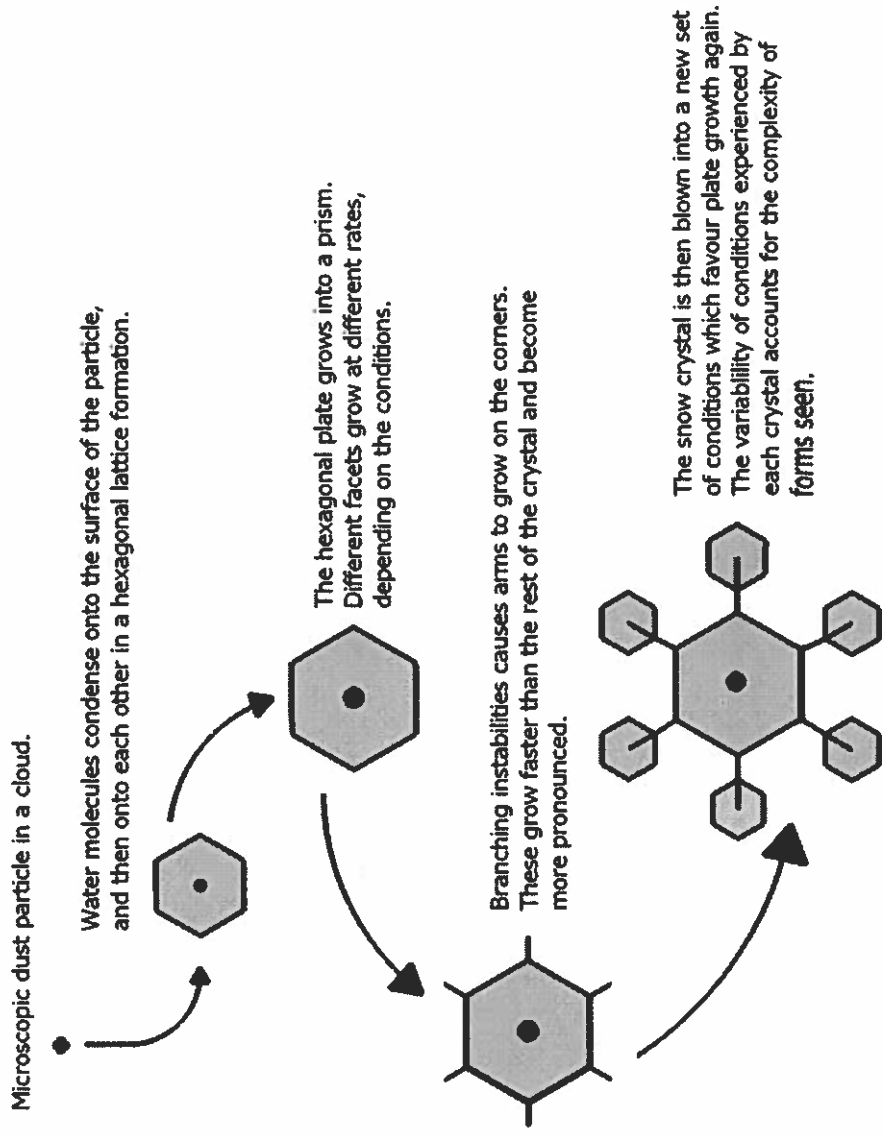 Microscopic dust particle in a cloud.
Water molecules condense onto the surface of the particle,
and then onto each other in a hexagonal lattice formation.
The hexagonal plate grows into a prism.
Different facets grow at different rates,
depending on the conditions.
Branching instabilities causes arms to grow on the corners.
These grow faster than the rest of the crystal and become
more pronounced.
The snow crystal is then blown into a new set
of conditions which favour plate growth again.
The variablility of conditions experienced by
each crystal accounts for the complexity of
forms seen.